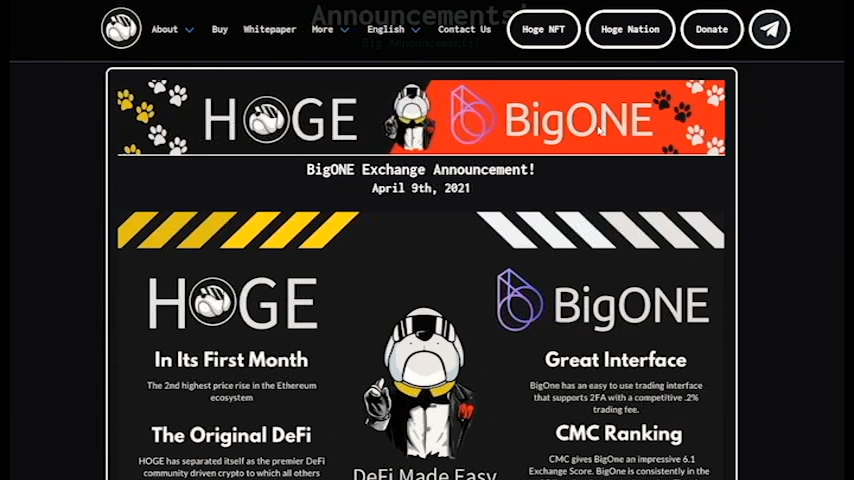 Announcements!
About
Buy
Whitepaper
More
English
Contact Us
Hoge NFT
Hoge Nation
Donate
Big Announcements!
HOGE
BigONE
BigONE Exchange Announcement!
April 9th, 2021
HOGE
BigONE
In Its First Month
The 2nd highest price rise in the Ethereum
ecosystem
The Original DeFi
HOGE has separated itself as the premier DeFi
community driven crypto to which all others
Great Interface
BigOne has an easy to use trading interface
that supports 2FA with a competitive .2%
trading fee.
CMC Ranking
CMC gives BigOne an impressive 6.1
Exchange Score. BigOne is consistently in the
DeFi Made Easy